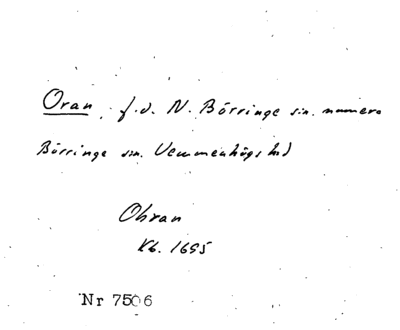 Oran, f.d. N. Börringe sn. numera
Börringe sn. Vemmenhögs hd
Ohran
Kb. 1695
Nr 7506